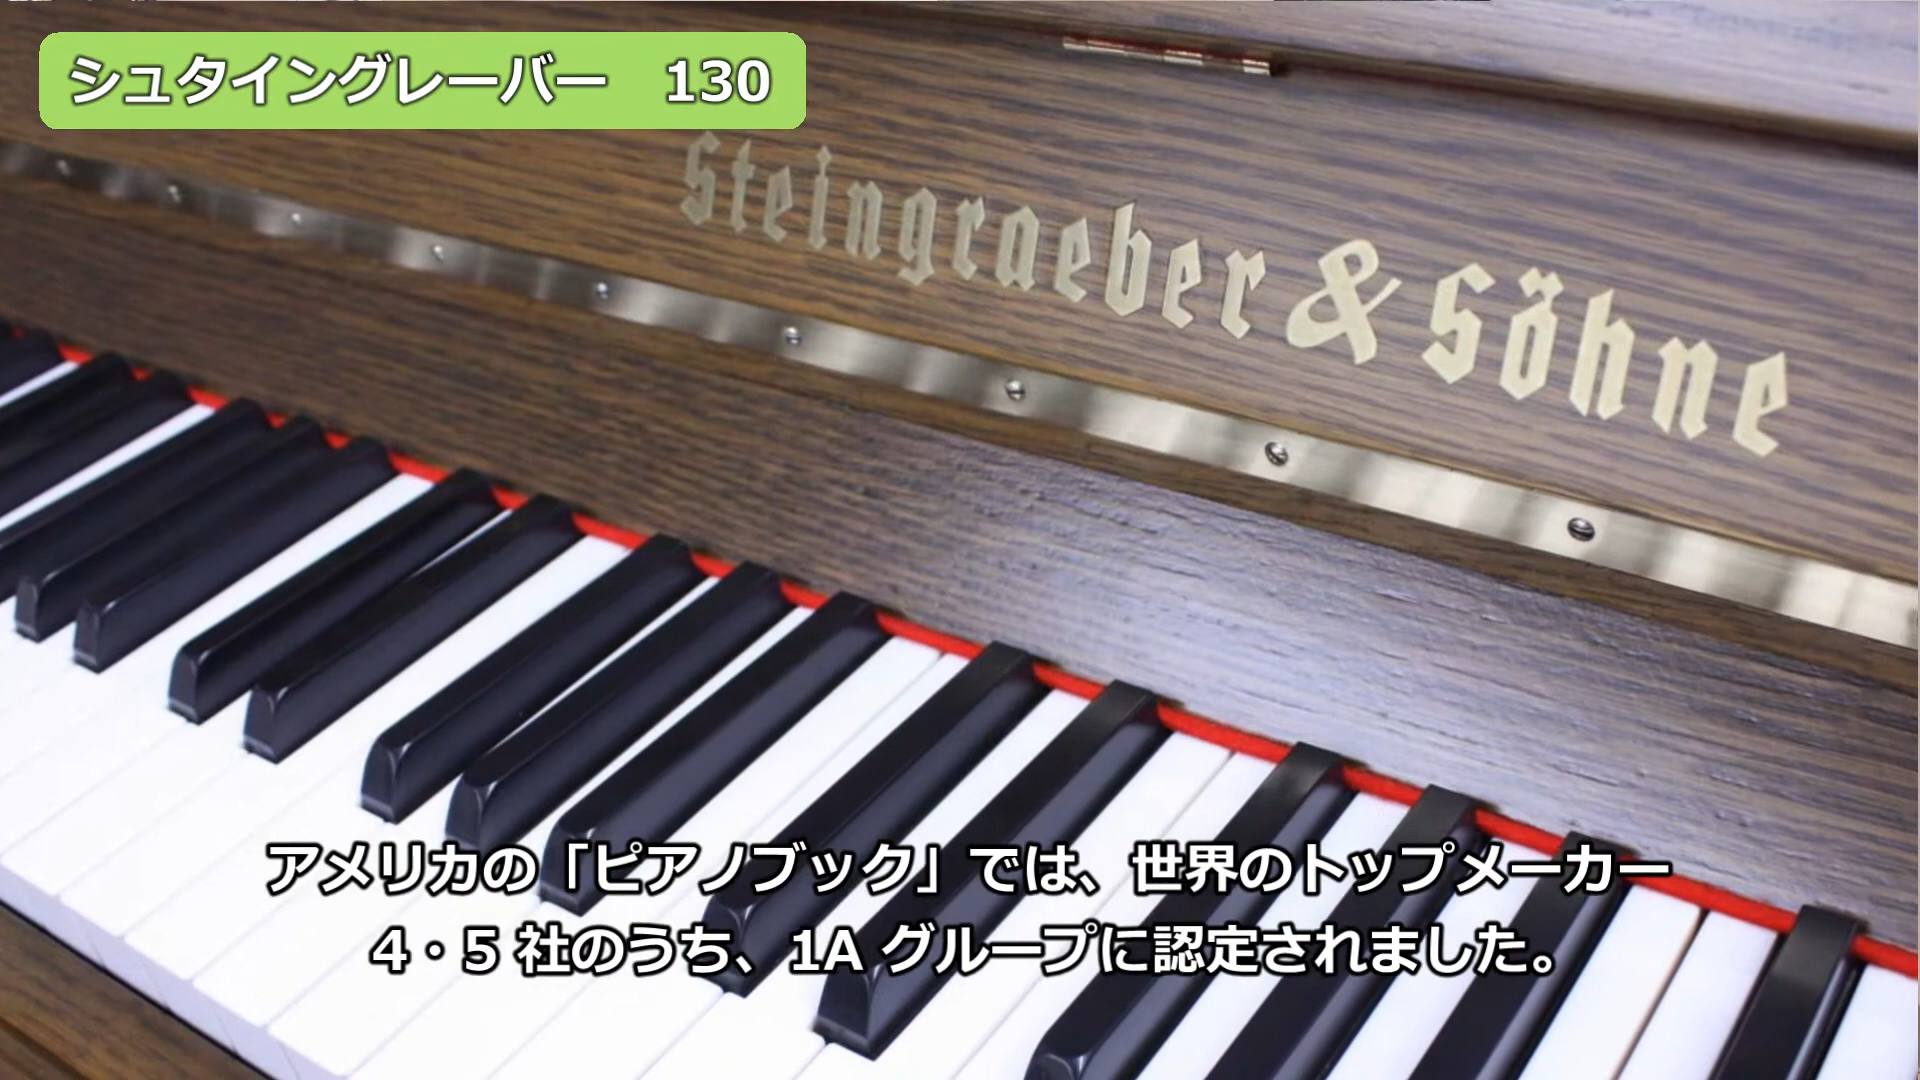 シュタイングレーバー　130
Steingraeber & Söhne
アメリカの「ピアノブック」では、世界のトップメーカー
4・5 社のうち、1A グループに認定されました。